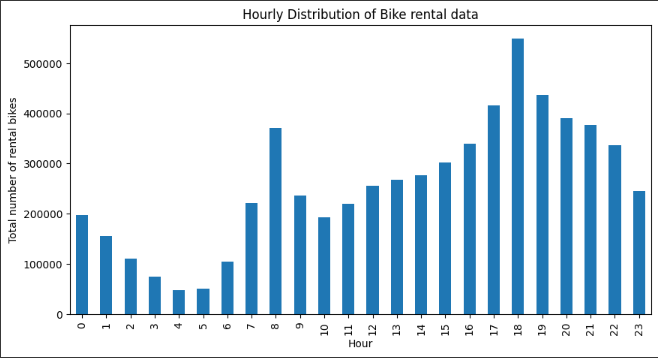 Hourly Distribution of Bike rental data
Total number of rental bikes
500000
400000
300000
200000
100000
0
0 1 2 3 4 5 6 7 8 9 10 11 12 13 14 15 16 17 18 19 20 21 22 23
Hour